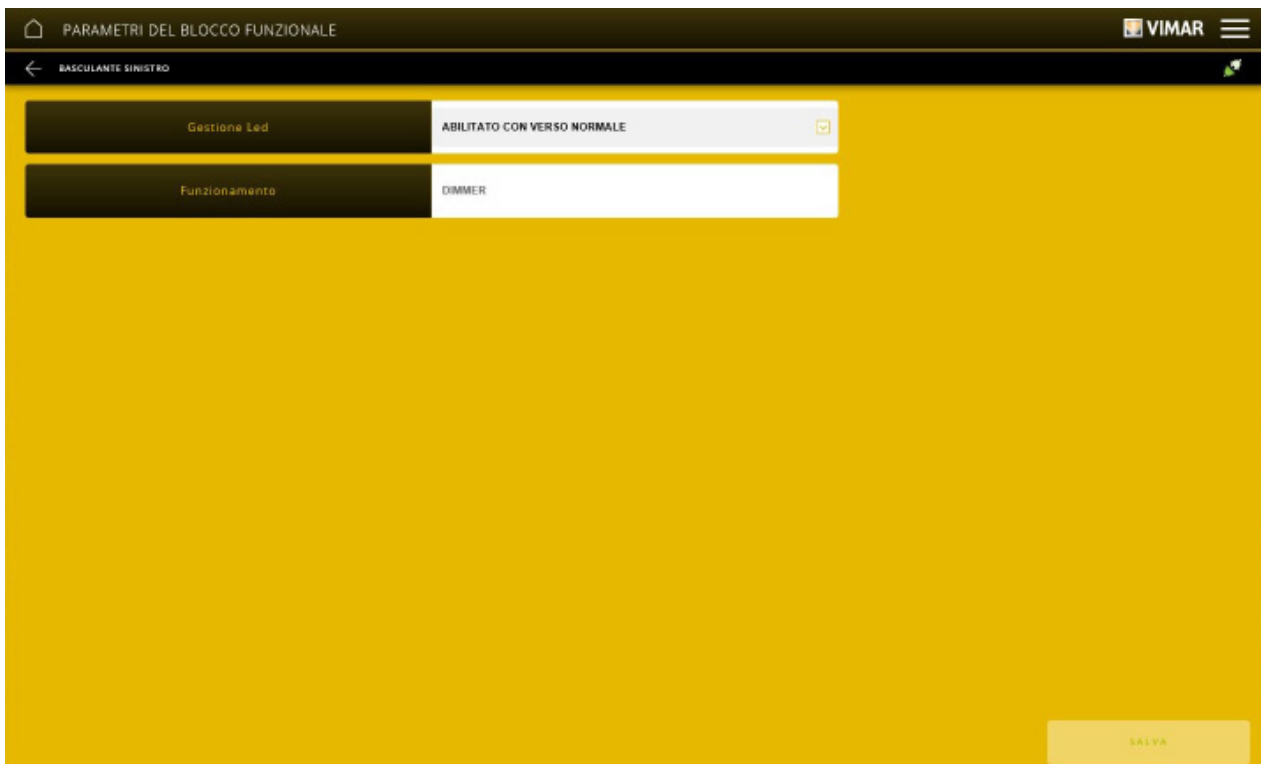 PARAMETRI DEL BLOCCO FUNZIONALE
VIMAR
BASCULANTE SINISTRO
Gestione Led
ABILITATO CON VERSO NORMALE
Funzionamento
DIMMER
SALVA